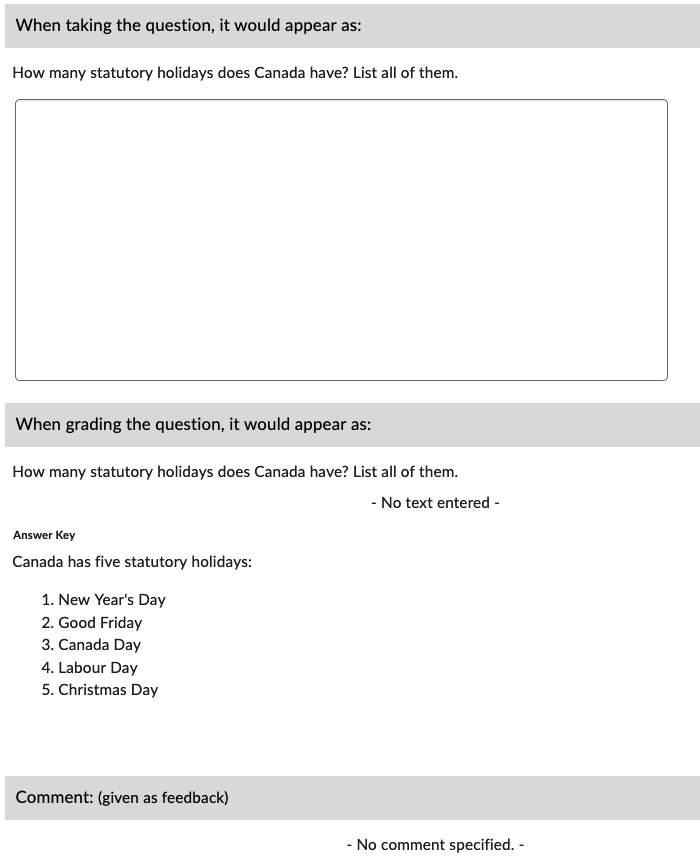 When taking the question, it would appear as:
How many statutory holidays does Canada have? List all of them.
When grading the question, it would appear as:
How many statutory holidays does Canada have? List all of them.
- No text entered -
Answer Key
Canada has five statutory holidays:
1. New Year's Day
2. Good Friday
3. Canada Day
4. Labour Day
5. Christmas Day
Comment: (given as feedback)
- No comment specified. -